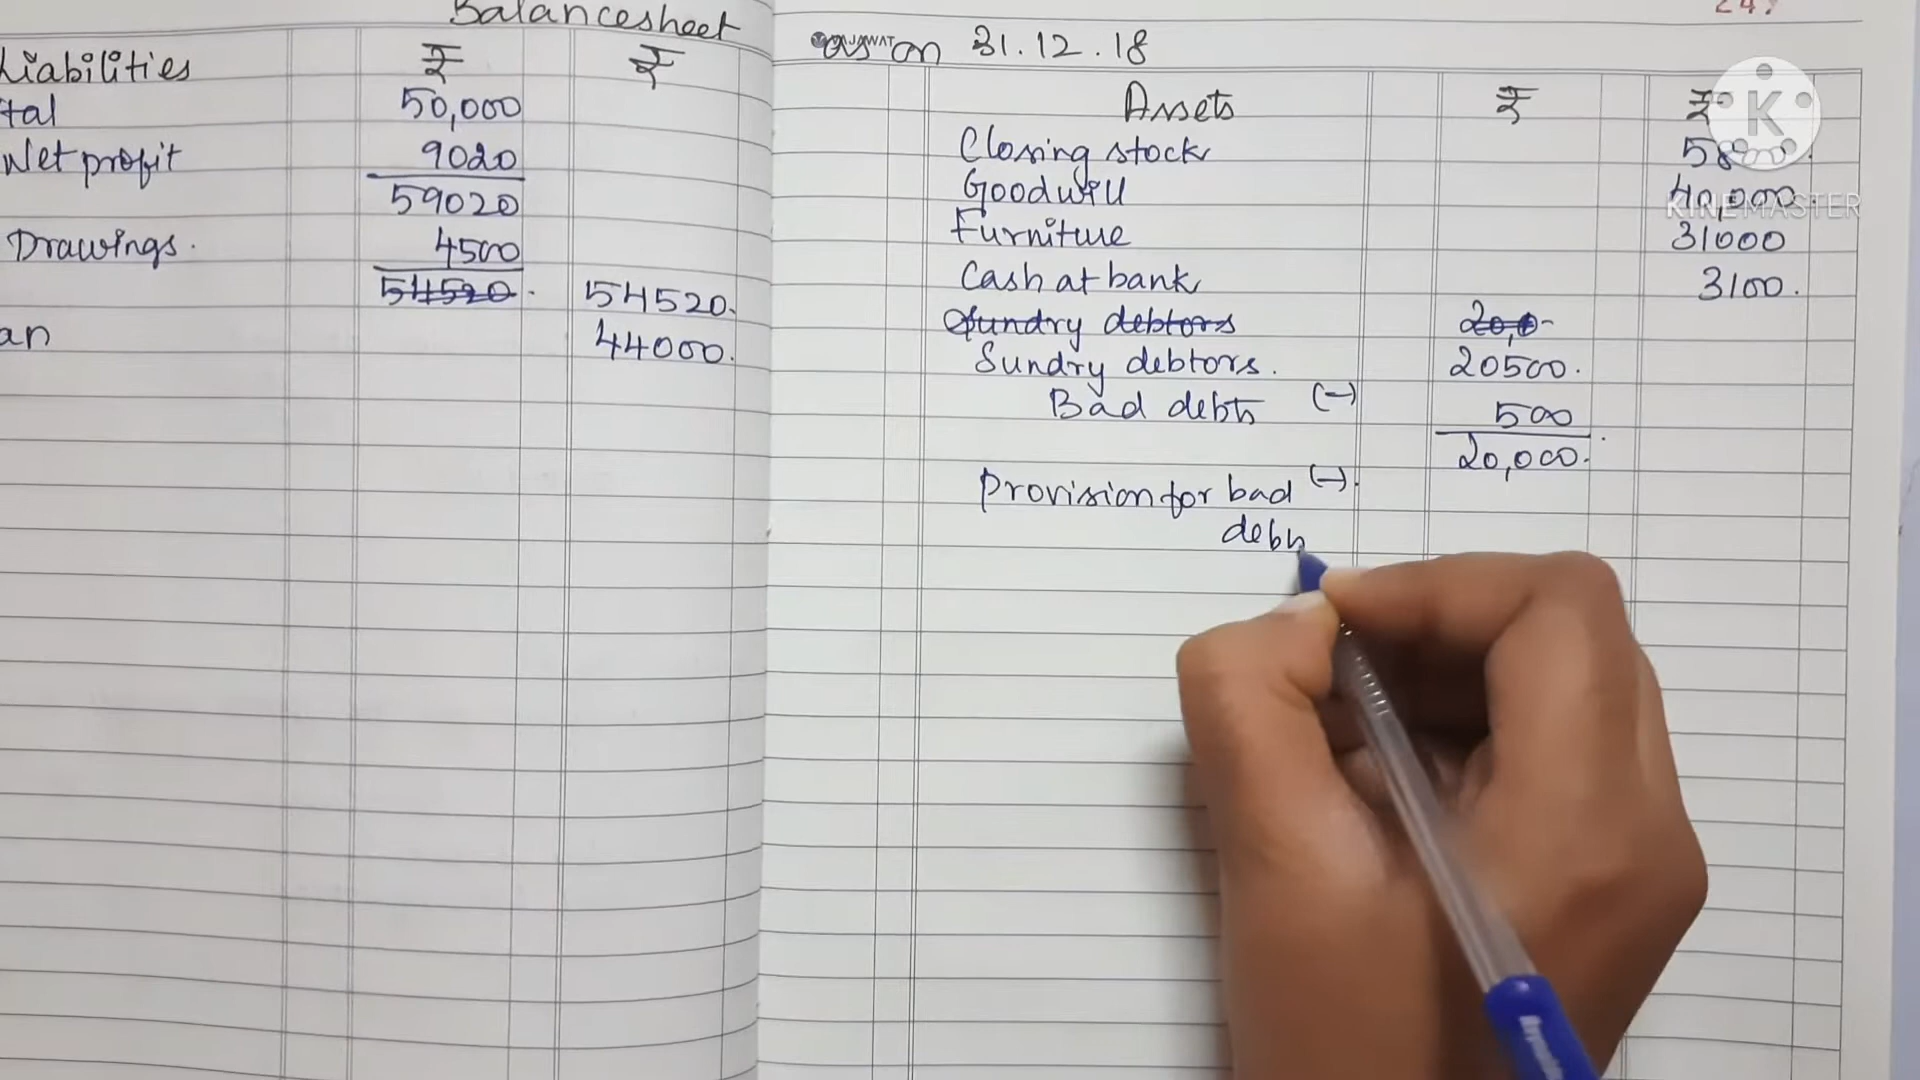 Balancesheet
Liabilities ₹ ₹
tal 50,000
Net profit 9020
59020
Drawings. 4500
54520. 54520.
an 44000.
as on 31.12.18
Assets ₹ ₹
Closing stock
Goodwill 40,000.
Furniture 31000
Cash at bank 3100.
Sundry debtors
Sundry debtors. 20500.
Bad debts (-) 500
20,000.
Provision for bad (-).
debts
K
KINEMASTER